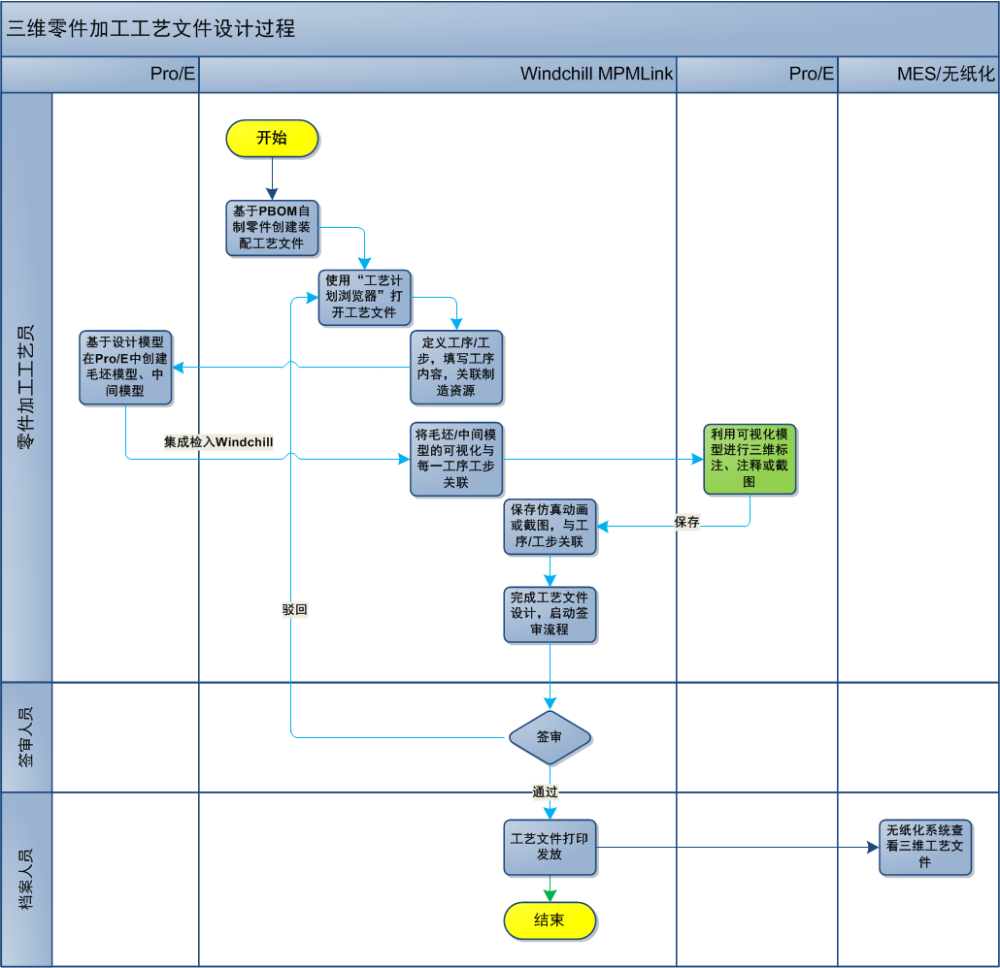 三维零件加工工艺文件设计过程
Pro/E
Windchill MPMLink
Pro/E
MES/无纸化
零件加工工艺员
开始
基于PBOM自
制零件创建装
配工艺文件
使用“工艺计
划浏览器”打
开工艺文件
定义工序/工
步，填写工序
内容，关联制
造资源
基于设计模型
在Pro/E中创建
毛坯模型、中
间模型
集成检入Windchill
将毛坯/中间模
型的可视化与
每一工序工步
关联
利用可视化模
型进行三维标
注、注释或截
图
保存
保存仿真动画
或截图，与工
序/工步关联
完成工艺文件
设计，启动签
审流程
驳回
签审人员
签审
通过
档案人员
工艺文件打印
发放
无纸化系统查
看三维工艺文
件
结束